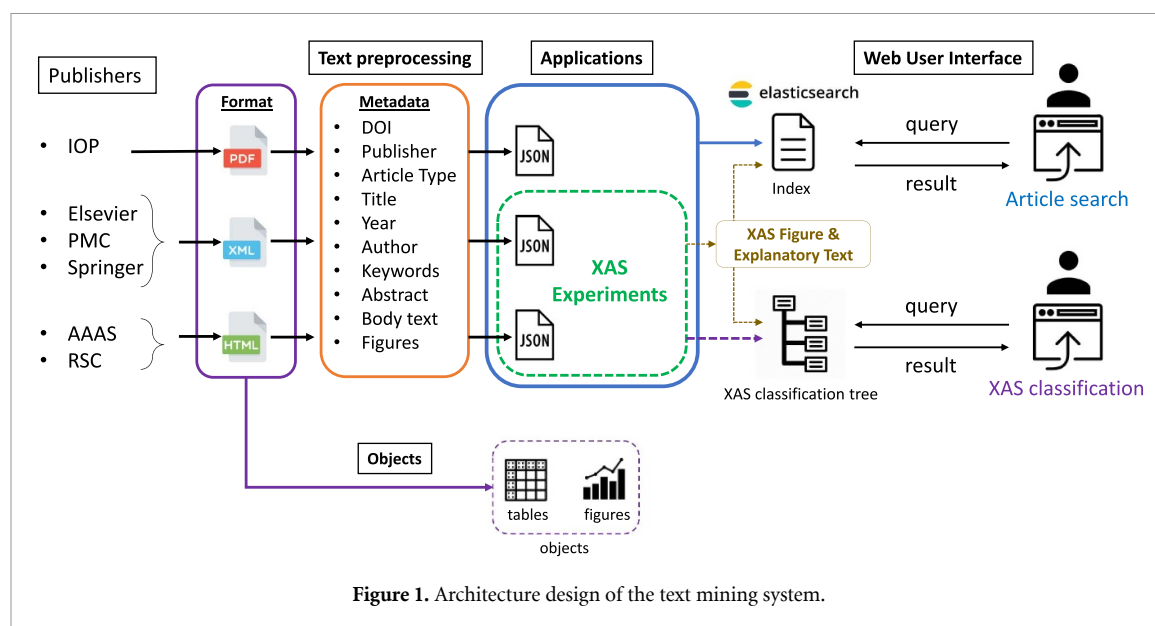 Publishers
Text preprocessing
Applications
Web User Interface
Format
Metadata
elasticsearch
• IOP
• Elsevier
• PMC
• Springer
• AAAS
• RSC
PDF
XML
HTML
• DOI
• Publisher
• Article Type
• Title
• Year
• Author
• Keywords
• Abstract
• Body text
• Figures
JSON
JSON
JSON
XAS
Experiments
Index
XAS Figure &
Explanatory Text
XAS classification tree
query
result
Article search
query
result
XAS classification
Objects
tables
figures
objects
Figure 1. Architecture design of the text mining system.